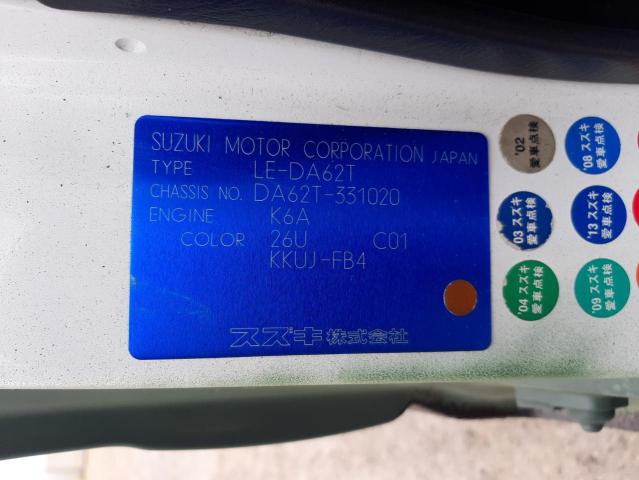 SUZUKI MOTOR CORPORATION JAPAN
TYPE LE-DA62T
CHASSIS NO. DA62T-331020
ENGINE K6A
COLOR 26U C01
KKUJ-FB4
スズキ株式会社
'02
愛車点検
'08 スズキ
愛車点検
'03 スズキ
愛車点検
'13 スズキ
愛車点検
'04 スズキ
愛車点検
'09 スズキ
愛車点検